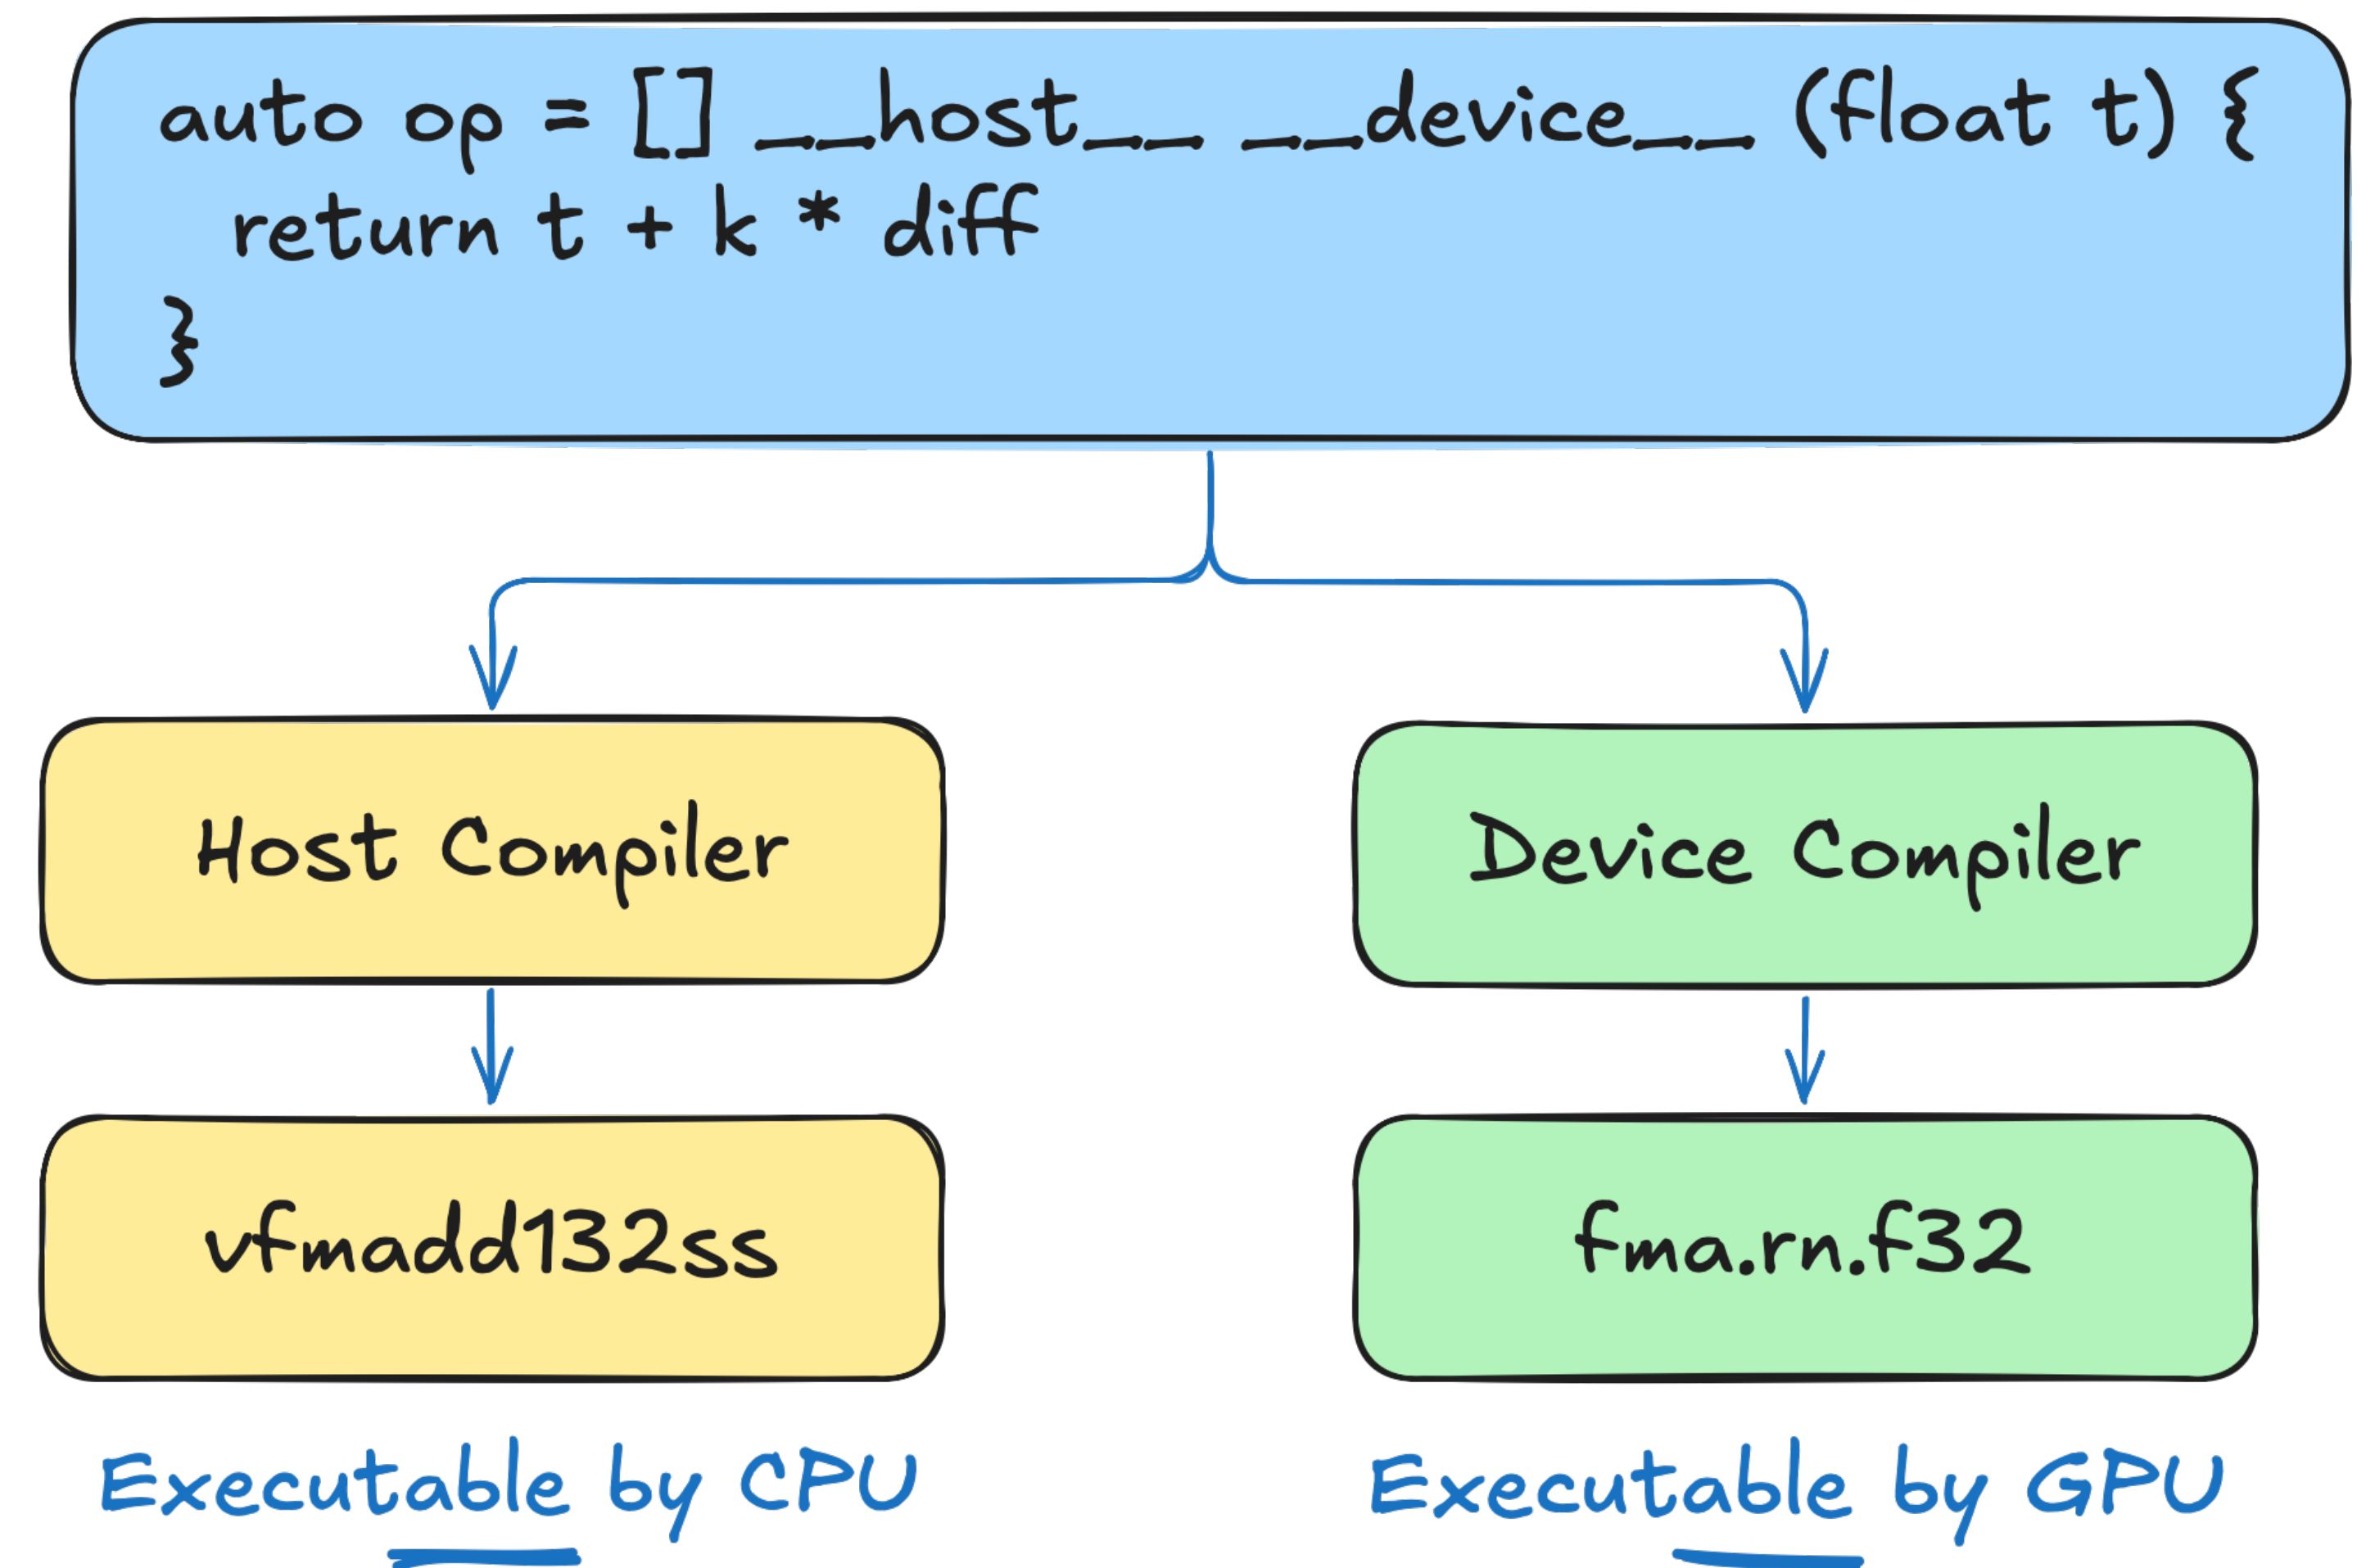 auto op = [] __host__ __device__ (float t) {
return t + k * diff
}
Host Compiler
Device Compiler
vfmadd132ss
fma.rn.f32
Executable by CPU
Executable by GPU